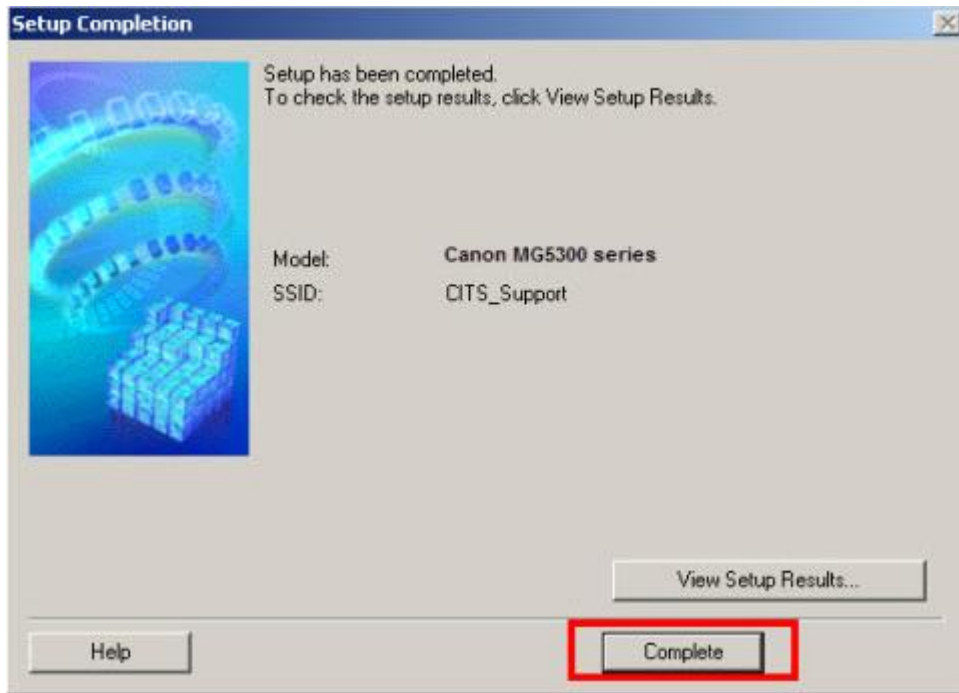 Setup Completion
Setup has been completed.
To check the setup results, click View Setup Results.
Model: Canon MG5300 series
SSID: CITS_Support
View Setup Results...
Help Complete